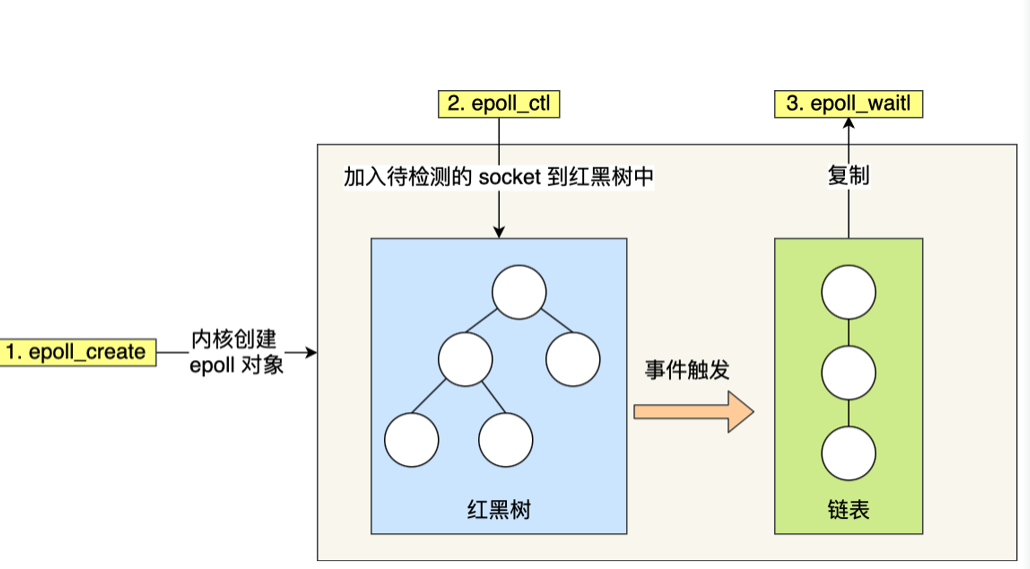 2. epoll_ctl
3. epoll_waitl
加入待检测的 socket 到红黑树中
复制
1. epoll_create
内核创建
epoll 对象
事件触发
红黑树
链表